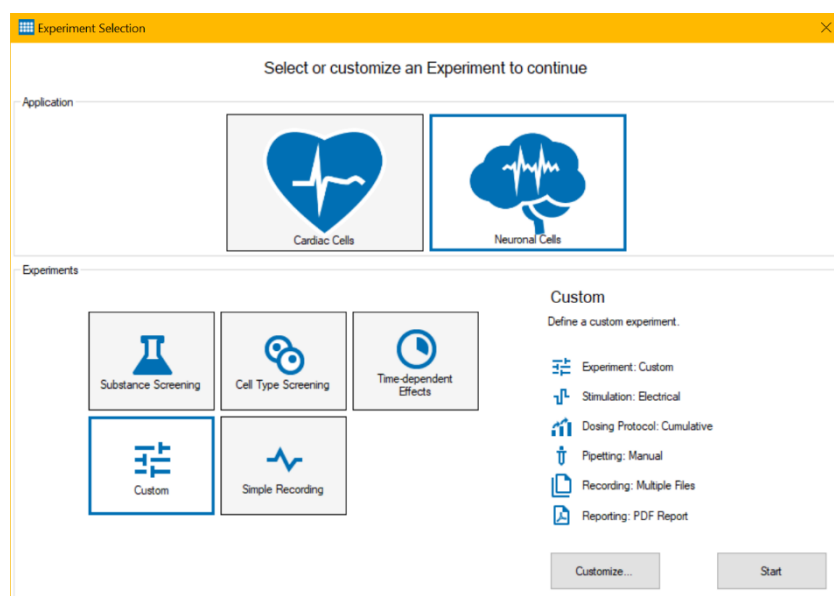 Experiment Selection
Select or customize an Experiment to continue
Application
Cardiac Cells
Neuronal Cells
Experiments
Substance Screening
Cell Type Screening
Time-dependent
Effects
Custom
Simple Recording
Custom
Define a custom experiment.
Experiment: Custom
Stimulation: Electrical
Dosing Protocol: Cumulative
Pipetting: Manual
Recording: Multiple Files
Reporting: PDF Report
Customize...
Start